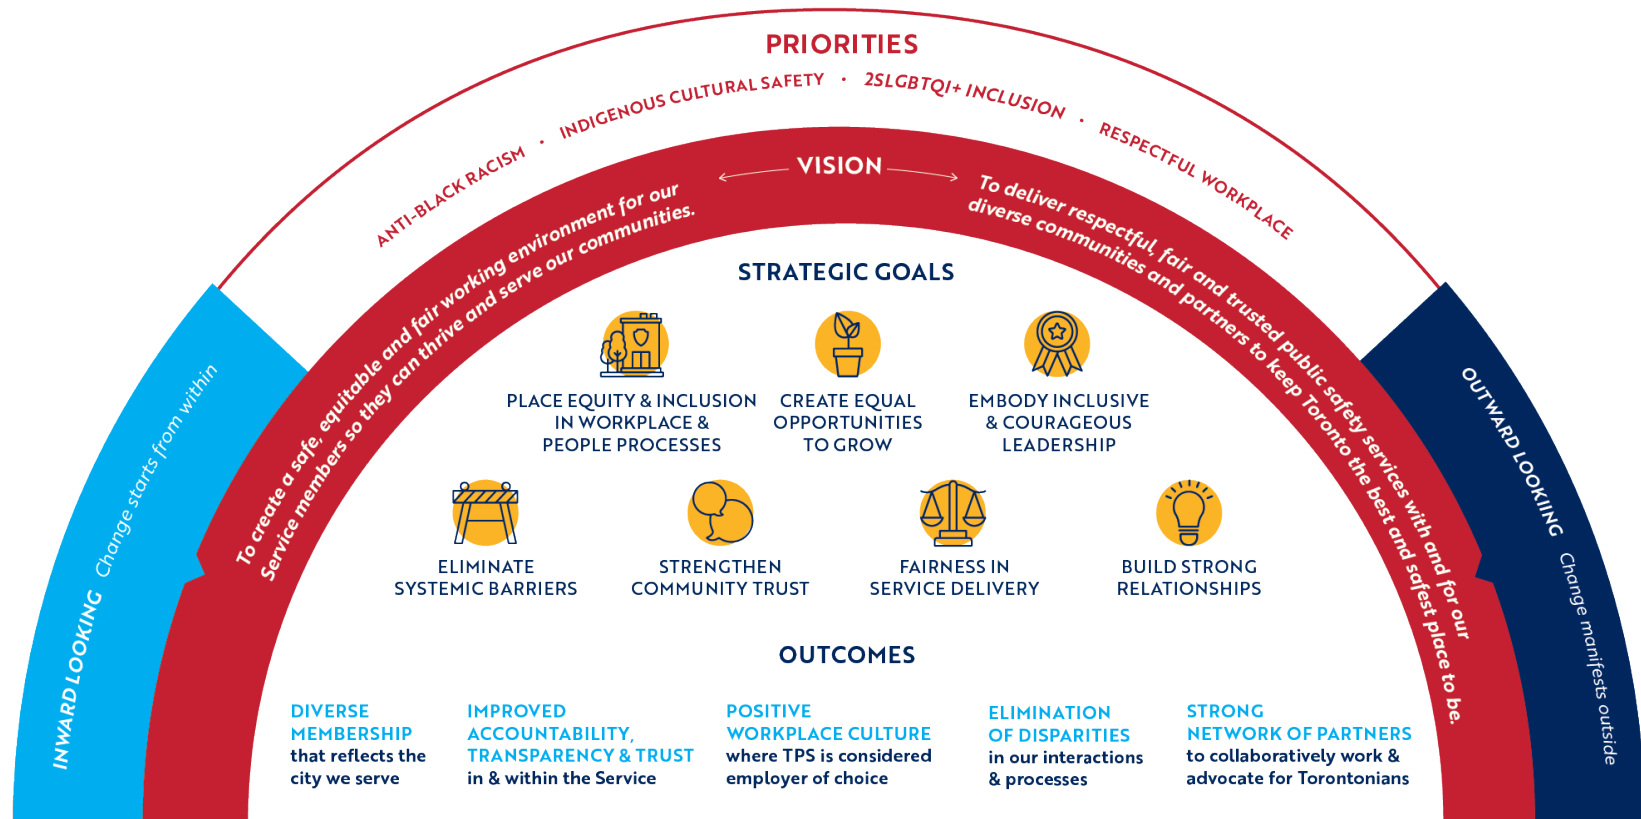 PRIORITIES
ANTI-BLACK RACISM · INDIGENOUS CULTURAL SAFETY · 2SLGBTQI+ INCLUSION · RESPECTFUL WORKPLACE
VISION
To create a safe, equitable and fair working environment for our
Service members so they can thrive and serve our communities.
To deliver respectful, fair and trusted public safety services with and for our
diverse communities and partners to keep Toronto the best and safest place to be.
INWARD LOOKING Change starts from within
OUTWARD LOOKING Change manifests outside
STRATEGIC GOALS
PLACE EQUITY & INCLUSION
IN WORKPLACE &
PEOPLE PROCESSES
CREATE EQUAL
OPPORTUNITIES
TO GROW
EMBODY INCLUSIVE
& COURAGEOUS
LEADERSHIP
ELIMINATE
SYSTEMIC BARRIERS
STRENGTHEN
COMMUNITY TRUST
FAIRNESS IN
SERVICE DELIVERY
BUILD STRONG
RELATIONSHIPS
OUTCOMES
DIVERSE
MEMBERSHIP
that reflects the
city we serve
IMPROVED
ACCOUNTABILITY,
TRANSPARENCY & TRUST
in & within the Service
POSITIVE
WORKPLACE CULTURE
where TPS is considered
employer of choice
ELIMINATION
OF DISPARITIES
in our interactions
& processes
STRONG
NETWORK OF PARTNERS
to collaboratively work &
advocate for Torontonians